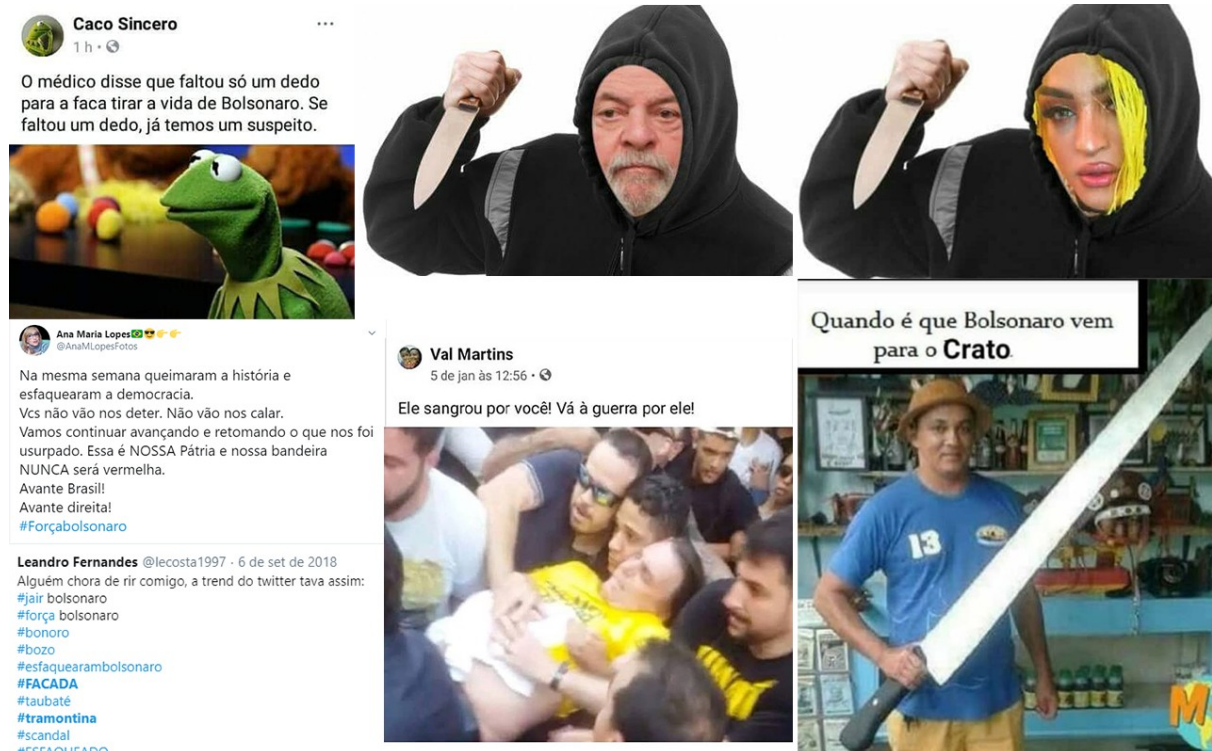 Caco Sincero
1 h
O médico disse que faltou só um dedo
para a faca tirar a vida de Bolsonaro. Se
faltou um dedo, já temos um suspeito.
Ana Maria Lopes
@AnaMLopesFotos
Na mesma semana queimaram a história e
esfaquearam a democracia.
Vcs não vão nos deter. Não vão nos calar.
Vamos continuar avançando e retomando o que nos foi
usurpado. Essa é NOSSA Pátria e nossa bandeira
NUNCA será vermelha.
Avante Brasil!
Avante direita!
#Forçabolsonaro
Leandro Fernandes @lecosta1997 · 6 de set de 2018
Alguém chora de rir comigo, a trend do twitter tava assim:
#jair bolsonaro
#força bolsonaro
#bonoro
#bozo
#esfaquearambolsonaro
#FACADA
#taubaté
#tramontina
#scandal
#ESFAQUEADO
Val Martins
5 de jan às 12:56
Ele sangrou por você! Vá à guerra por ele!
Quando é que Bolsonaro vem
para o Crato.
13
M